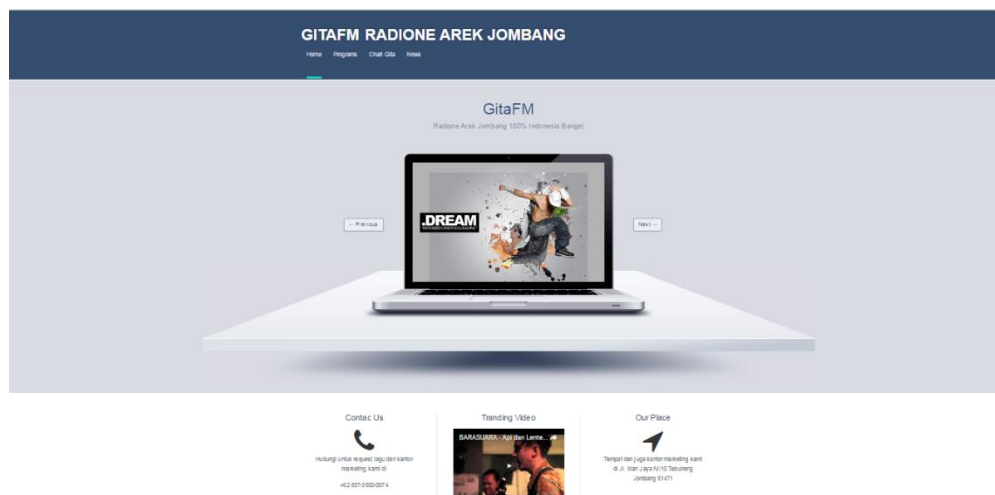 GITAFM RADIONE AREK JOMBANG
Home Programs Chat Gita News
GitaFM
Radione Arek Jombang 100% Indonesia Banget
← Previous
.DREAM
Next →
Contac Us
Hubungi untuk request lagu dan kantor
marketing kami di
Tranding Video
BARASUARA - Api dan Lente...
Our Place
Tempat dan juga kantor marketing kami
di Jl. Irian Jaya IV/10 Tebuireng
Jombang 61471